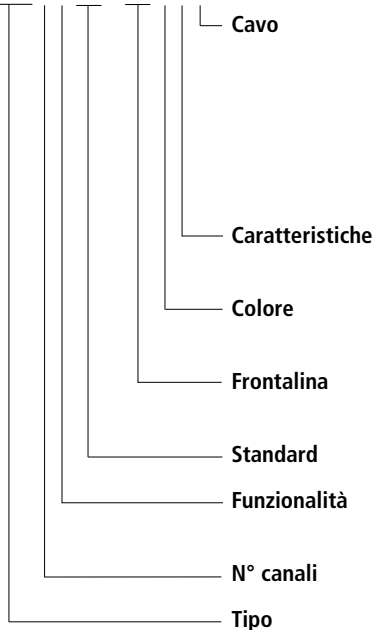 Cavo
Caratteristiche
Colore
Frontalina
Standard
Funzionalità
N° canali
Tipo